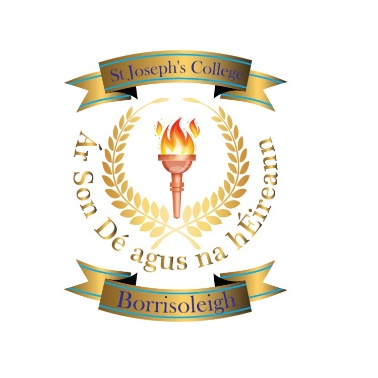 St Joseph's College
Ár Son Dé agus na hÉireann
Borrisoleigh